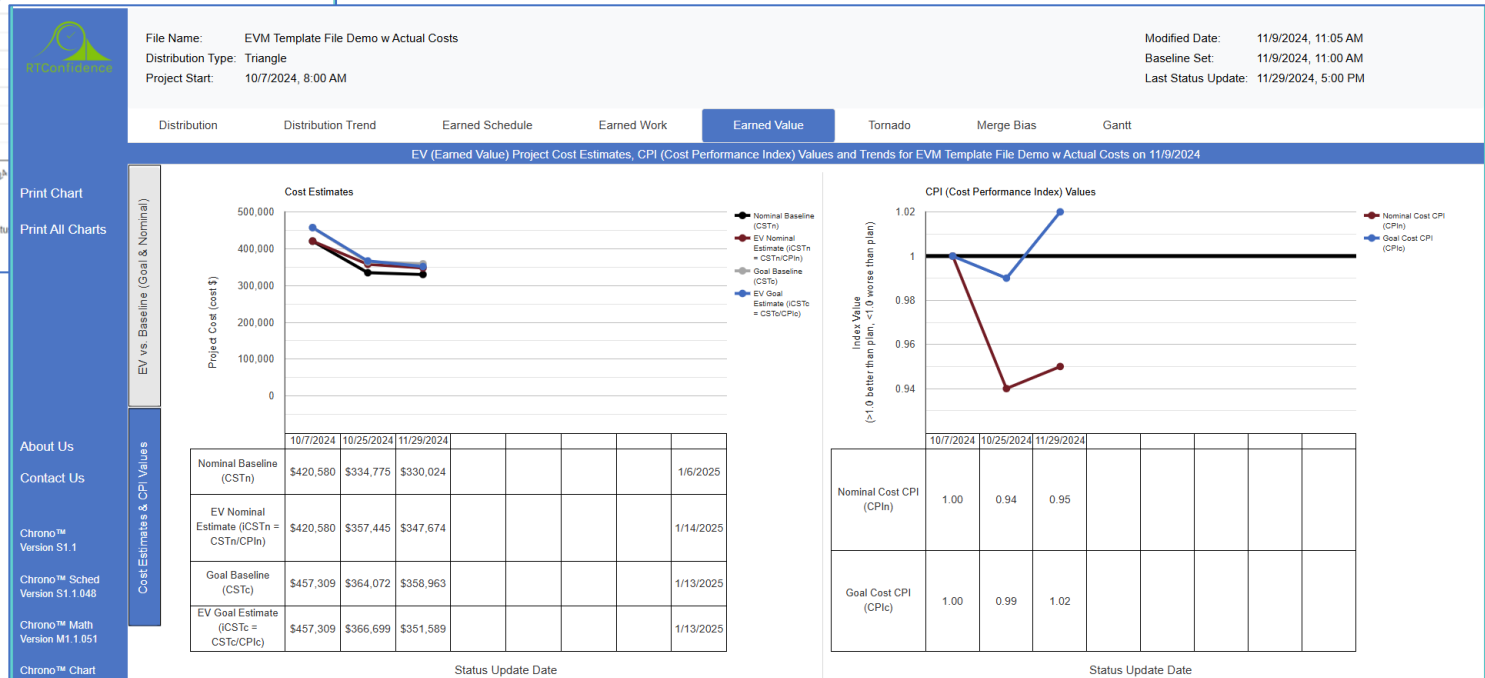 RTConfidence
File Name: EVM Template File Demo w Actual Costs
Distribution Type: Triangle
Project Start: 10/7/2024, 8:00 AM
Modified Date: 11/9/2024, 11:05 AM
Baseline Set: 11/9/2024, 11:00 AM
Last Status Update: 11/29/2024, 5:00 PM
Distribution Distribution Trend Earned Schedule Earned Work Earned Value Tornado Merge Bias Gantt
EV (Earned Value) Project Cost Estimates, CPI (Cost Performance Index) Values and Trends for EVM Template File Demo w Actual Costs on 11/9/2024
Print Chart
Print All Charts
About Us
Contact Us
Chrono™
Version S1.1
Chrono™ Sched
Version S1.1.048
Chrono™ Math
Version M1.1.051
Chrono™ Chart
EV vs. Baseline (Goal & Nominal)
Cost Estimates & CPI Values
Cost Estimates
Project Cost (cost $)
500,000
400,000
300,000
200,000
100,000
0
Nominal Baseline
(CSTn)
EV Nominal
Estimate (iCSTn
= CSTn/CPIn)
Goal Baseline
(CSTc)
EV Goal
Estimate (iCSTc
= CSTc/CPIc)
10/7/2024 10/25/2024 11/29/2024
Nominal Baseline
(CSTn)
$420,580 $334,775 $330,024 1/6/2025
EV Nominal
Estimate (iCSTn =
CSTn/CPIn)
$420,580 $357,445 $347,674 1/14/2025
Goal Baseline
(CSTc)
$457,309 $364,072 $358,963 1/13/2025
EV Goal Estimate
(iCSTc =
CSTc/CPIc)
$457,309 $366,699 $351,589 1/13/2025
Status Update Date
CPI (Cost Performance Index) Values
Index Value
(>1.0 better than plan, <1.0 worse than plan)
1.02
1
0.98
0.96
0.94
Nominal Cost CPI
(CPIn)
Goal Cost CPI
(CPIc)
10/7/2024 10/25/2024 11/29/2024
Nominal Cost CPI
(CPIn)
1.00 0.94 0.95
Goal Cost CPI
(CPIc)
1.00 0.99 1.02
Status Update Date